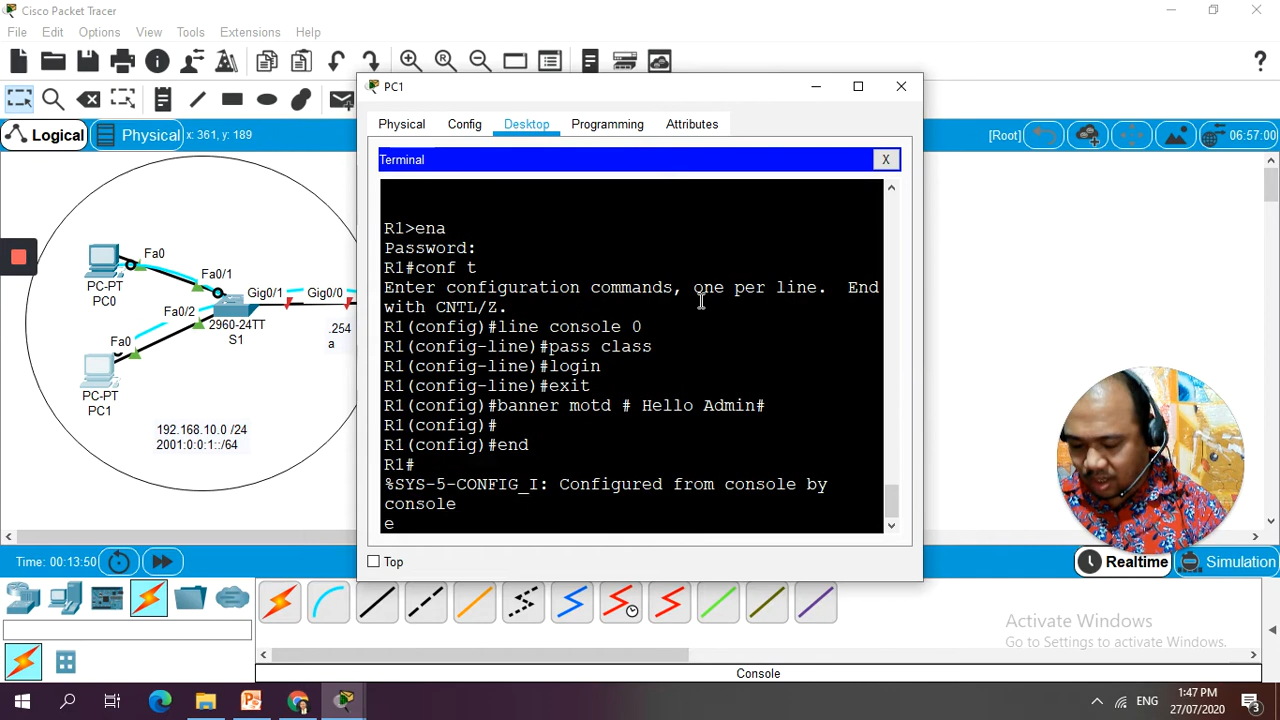 Cisco Packet Tracer
File Edit Options View Tools Extensions Help
PC1
Logical Physical x: 361, y: 189
[Root] 06:57:00
Physical Config Desktop Programming Attributes
Terminal X
R1>ena
Password:
R1#conf t
Enter configuration commands, one per line. End
with CNTL/Z.
R1(config)#line console 0
R1(config-line)#pass class
R1(config-line)#login
R1(config-line)#exit
R1(config)#banner motd # Hello Admin#
R1(config)#
R1(config)#end
R1#
%SYS-5-CONFIG_I: Configured from console by
console
e
Top
Fa0
Fa0/1
PC-PT
PC0
Gig0/1 Gig0/0
Fa0/2
2960-24TT
S1
.254
a
Fa0
PC-PT
PC1
192.168.10.0 /24
2001:0:0:1::/64
Time: 00:13:50
Realtime Simulation
Activate Windows
Go to Settings to activate Windows.
Console
ENG
1:47 PM
27/07/2020
3